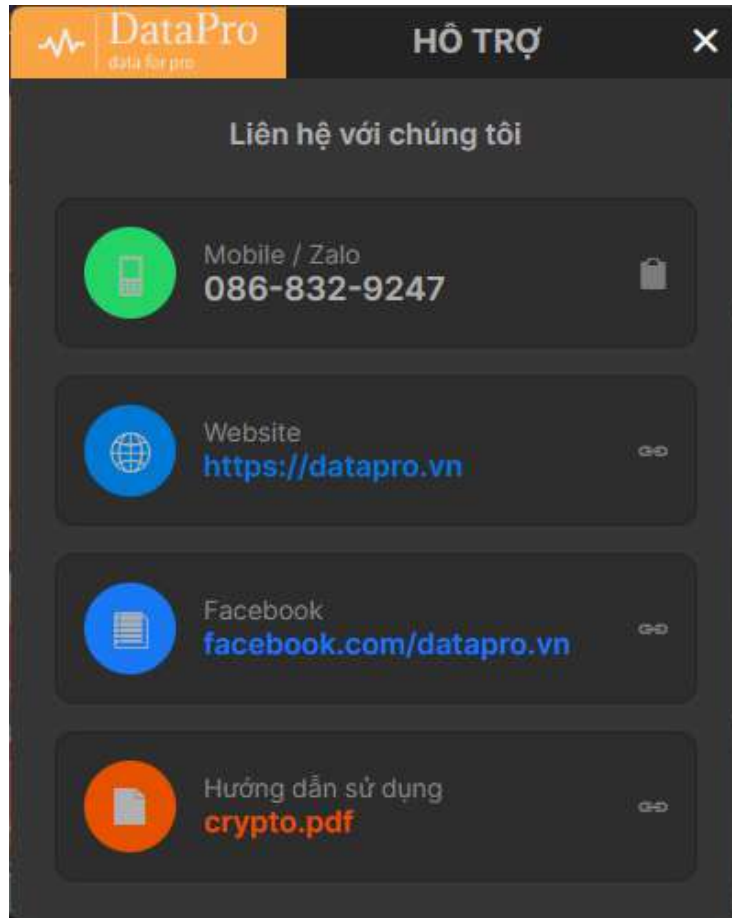 DataPro
data for pro
HỖ TRỢ
Liên hệ với chúng tôi
Mobile / Zalo
086-832-9247
Website
https://datapro.vn
Facebook
facebook.com/datapro.vn
Hướng dẫn sử dụng
crypto.pdf